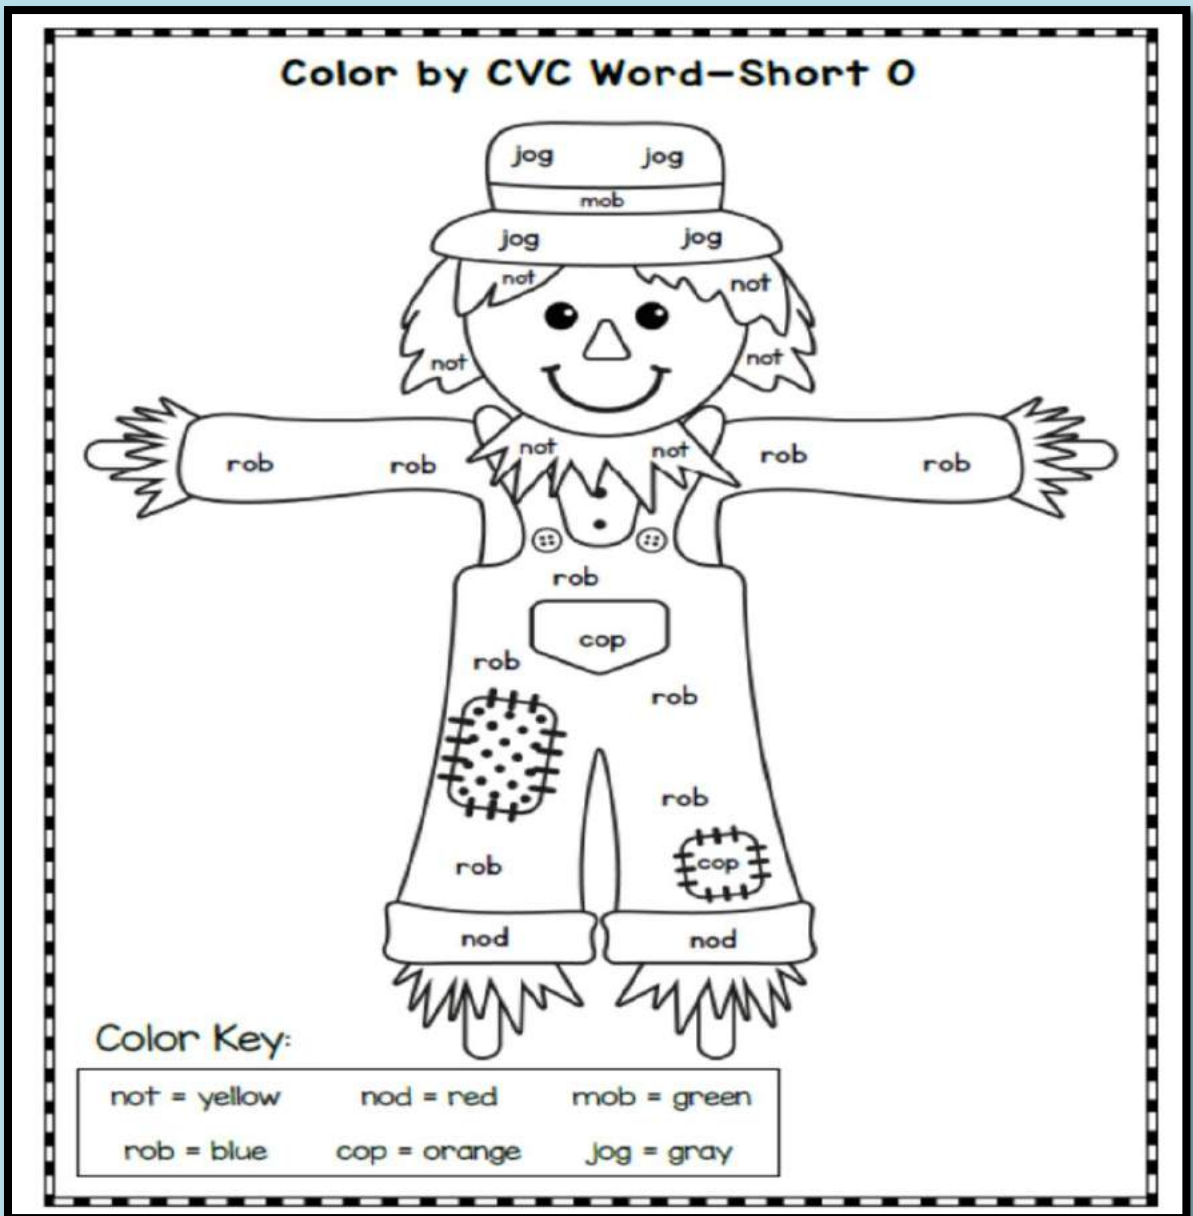 Color by CVC Word-Short O
jog jog
mob
jog jog
not not
not not
not not
rob rob rob rob
rob
cop
rob
rob
rob
cop
rob
nod nod
Color Key:
not = yellow nod = red mob = green
rob = blue cop = orange jog = gray